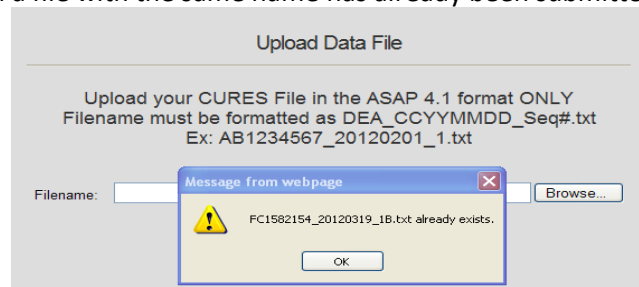 a file with the same name has already been submitte
Upload Data File
Upload your CURES File in the ASAP 4.1 format ONLY
Filename must be formatted as DEA_CCYYMMDD_Seq#.txt
Ex: AB1234567_20120201_1.txt
Message from webpage
Filename:
Browse...
FC1582154_20120319_1B.txt already exists.
OK